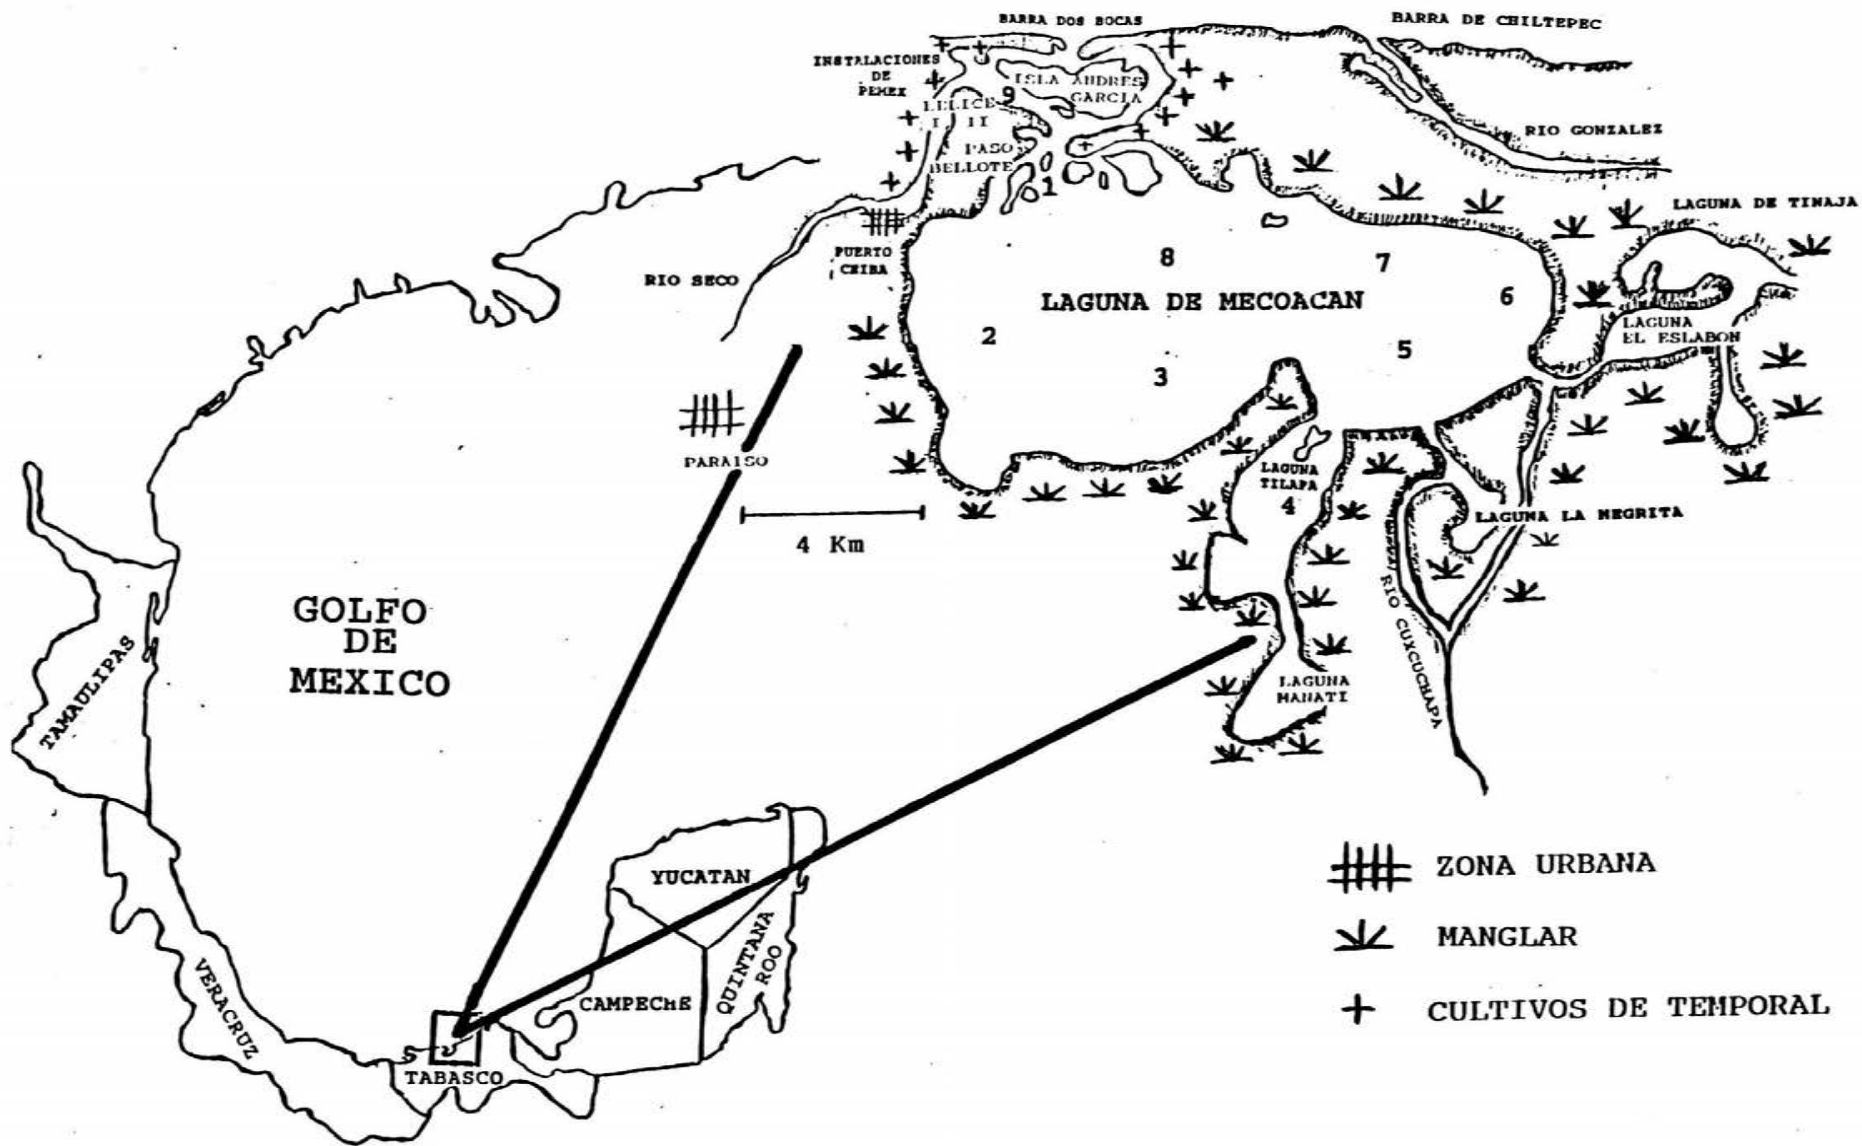 BARRA DOS BOCAS
BARRA DE CHILTEPEC
INSTALACIONES
DE
PEMEX
ISLA ANDRES
GARCIA
9
I II
PASO
BELLOTE
RIO GONZALEZ
1
LAGUNA DE TINAJA
PUERTO
CEIBA
RIO SECO
8
7
6
LAGUNA DE MECOACAN
2
5
3
LAGUNA
EL ESLABON
PARAISO
4 Km
LAGUNA
TILAPA
4
LAGUNA LA NEGRITA
RIO CUXCUCHAPA
LAGUNA
MANATI
GOLFO
DE
MEXICO
TAMAULIPAS
VERACRUZ
TABASCO
CAMPECHE
YUCATAN
QUINTANA
ROO
ZONA URBANA
MANGLAR
CULTIVOS DE TEMPORAL